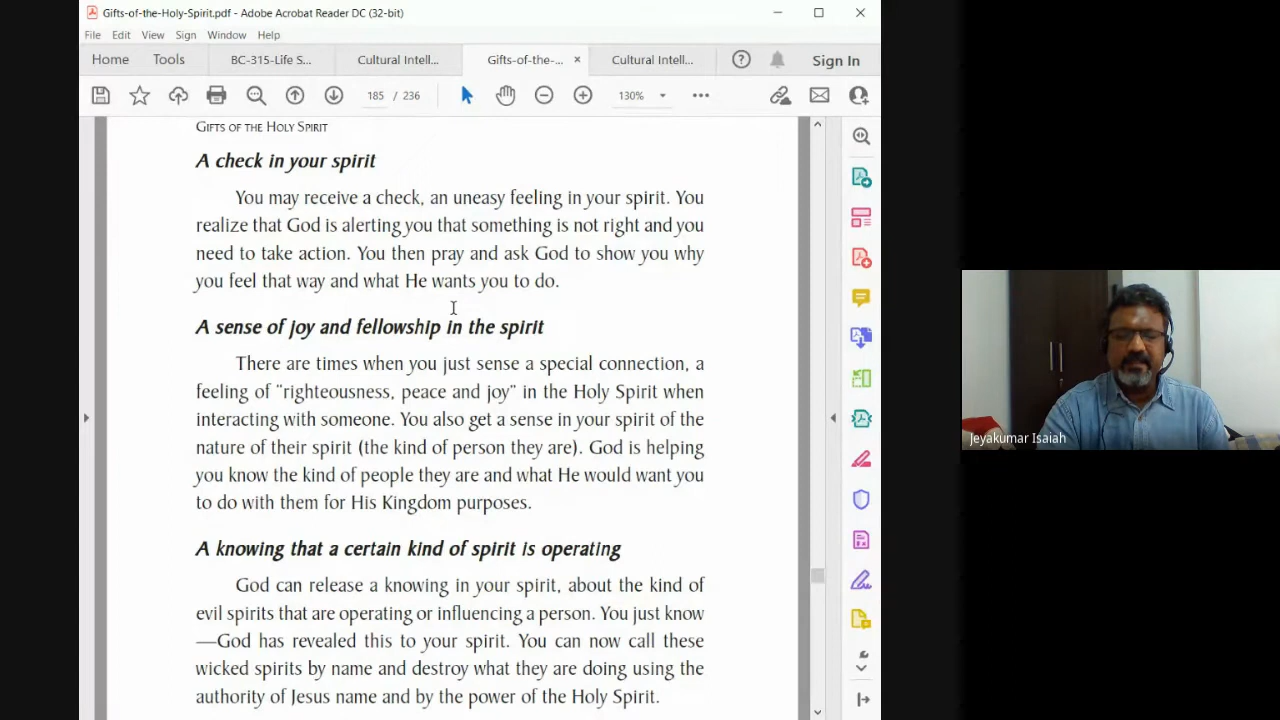 Gifts-of-the-Holy-Spirit.pdf - Adobe Acrobat Reader DC (32-bit)
File Edit View Sign Window Help
Home Tools BC-315-Life S... Cultural Intell... Gifts-of-the-... × Cultural Intell... Sign In
185 / 236 130%
GIFTS OF THE HOLY SPIRIT
A check in your spirit
You may receive a check, an uneasy feeling in your spirit. You
realize that God is alerting you that something is not right and you
need to take action. You then pray and ask God to show you why
you feel that way and what He wants you to do.
A sense of joy and fellowship in the spirit
There are times when you just sense a special connection, a
feeling of "righteousness, peace and joy" in the Holy Spirit when
interacting with someone. You also get a sense in your spirit of the
nature of their spirit (the kind of person they are). God is helping
you know the kind of people they are and what He would want you
to do with them for His Kingdom purposes.
A knowing that a certain kind of spirit is operating
God can release a knowing in your spirit, about the kind of
evil spirits that are operating or influencing a person. You just know
—God has revealed this to your spirit. You can now call these
wicked spirits by name and destroy what they are doing using the
authority of Jesus name and by the power of the Holy Spirit.
Jeyakumar Isaiah